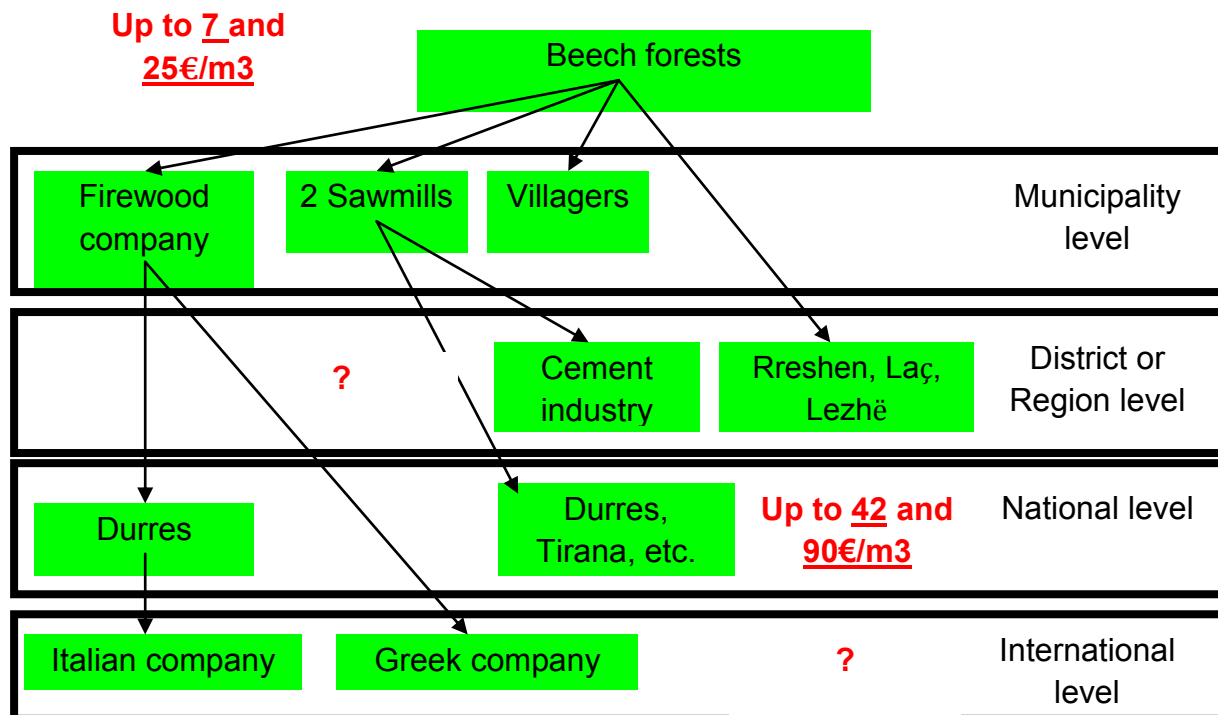 Up to 7 and
25€/m3
Beech forests
Firewood
company
2 Sawmills
Villagers
Municipality
level
?
Cement
industry
Rreshen, Laç,
Lezhë
District or
Region level
Durres
Durres,
Tirana, etc.
Up to 42 and
90€/m3
National level
Italian company
Greek company
?
International
level